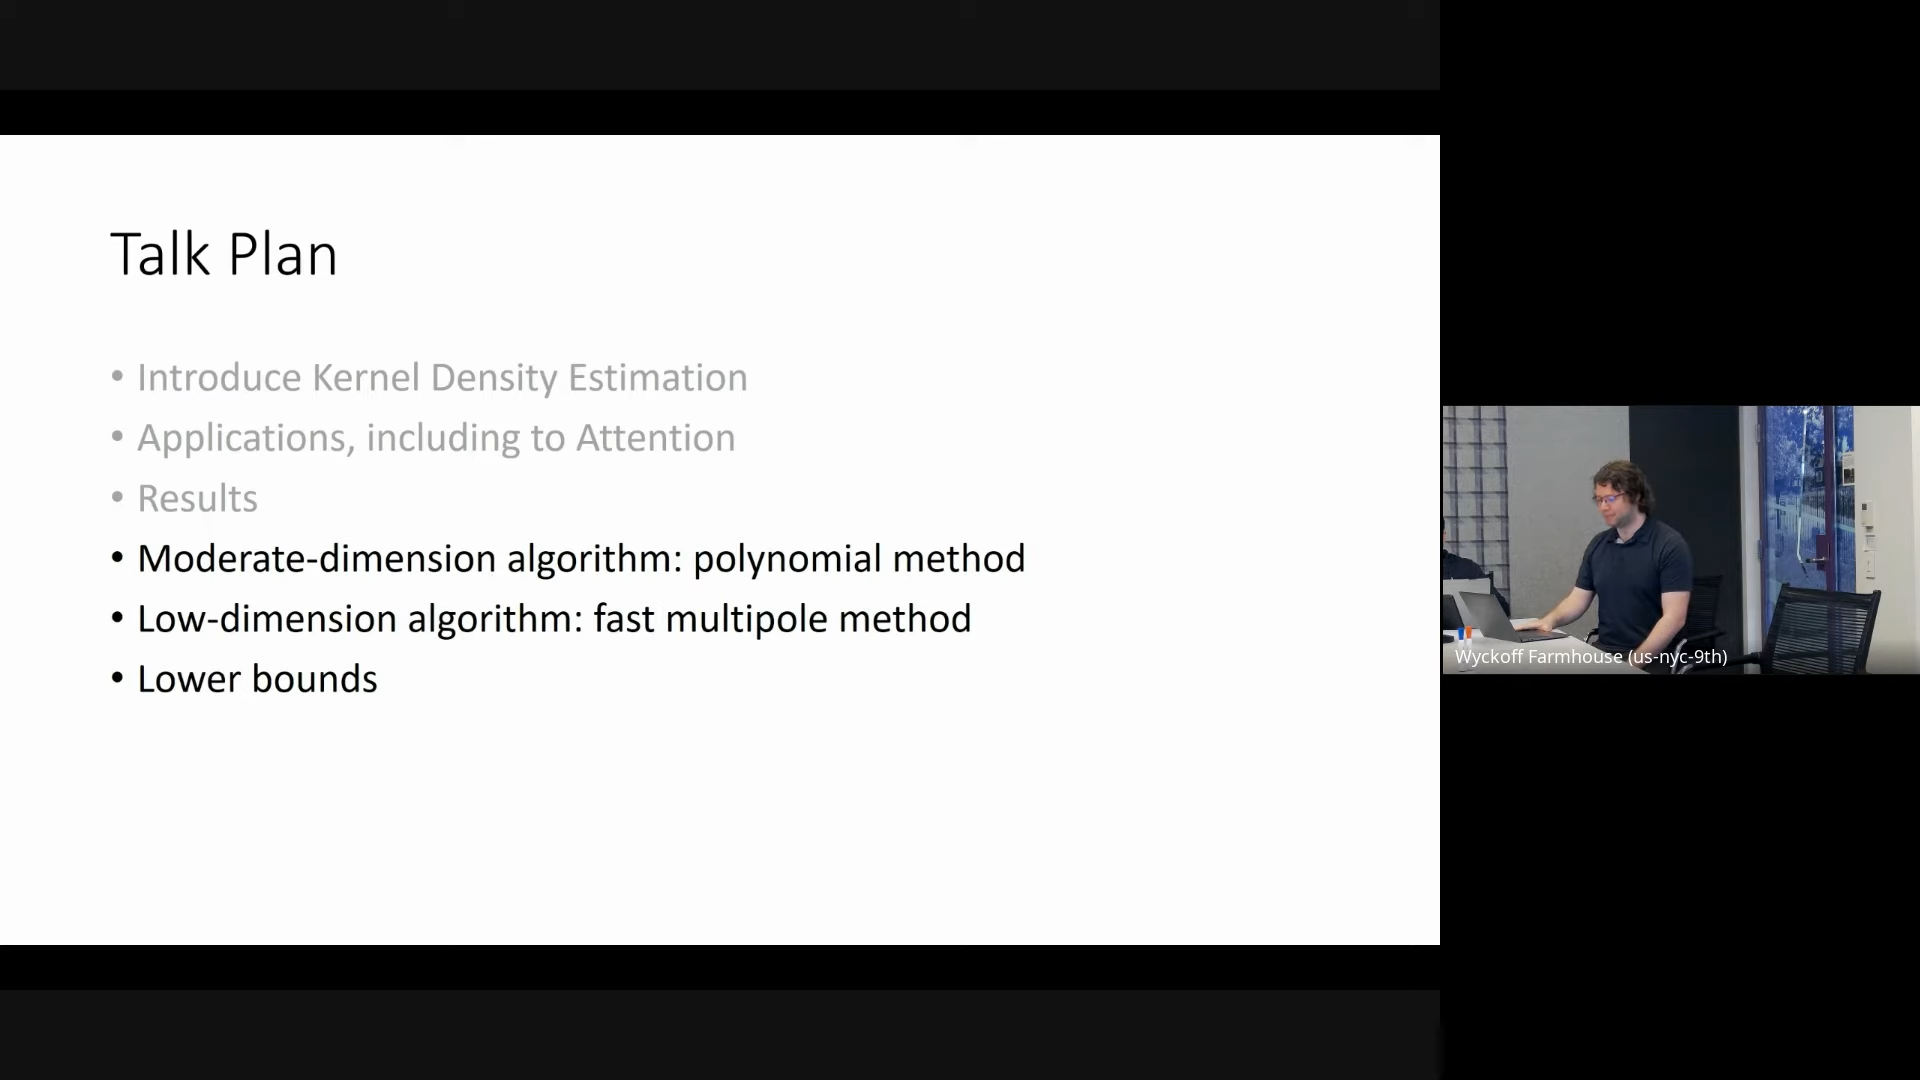 Talk Plan
• Introduce Kernel Density Estimation
• Applications, including to Attention
• Results
• Moderate-dimension algorithm: polynomial method
• Low-dimension algorithm: fast multipole method
• Lower bounds
Wyckoff Farmhouse (us-nyc-9th)